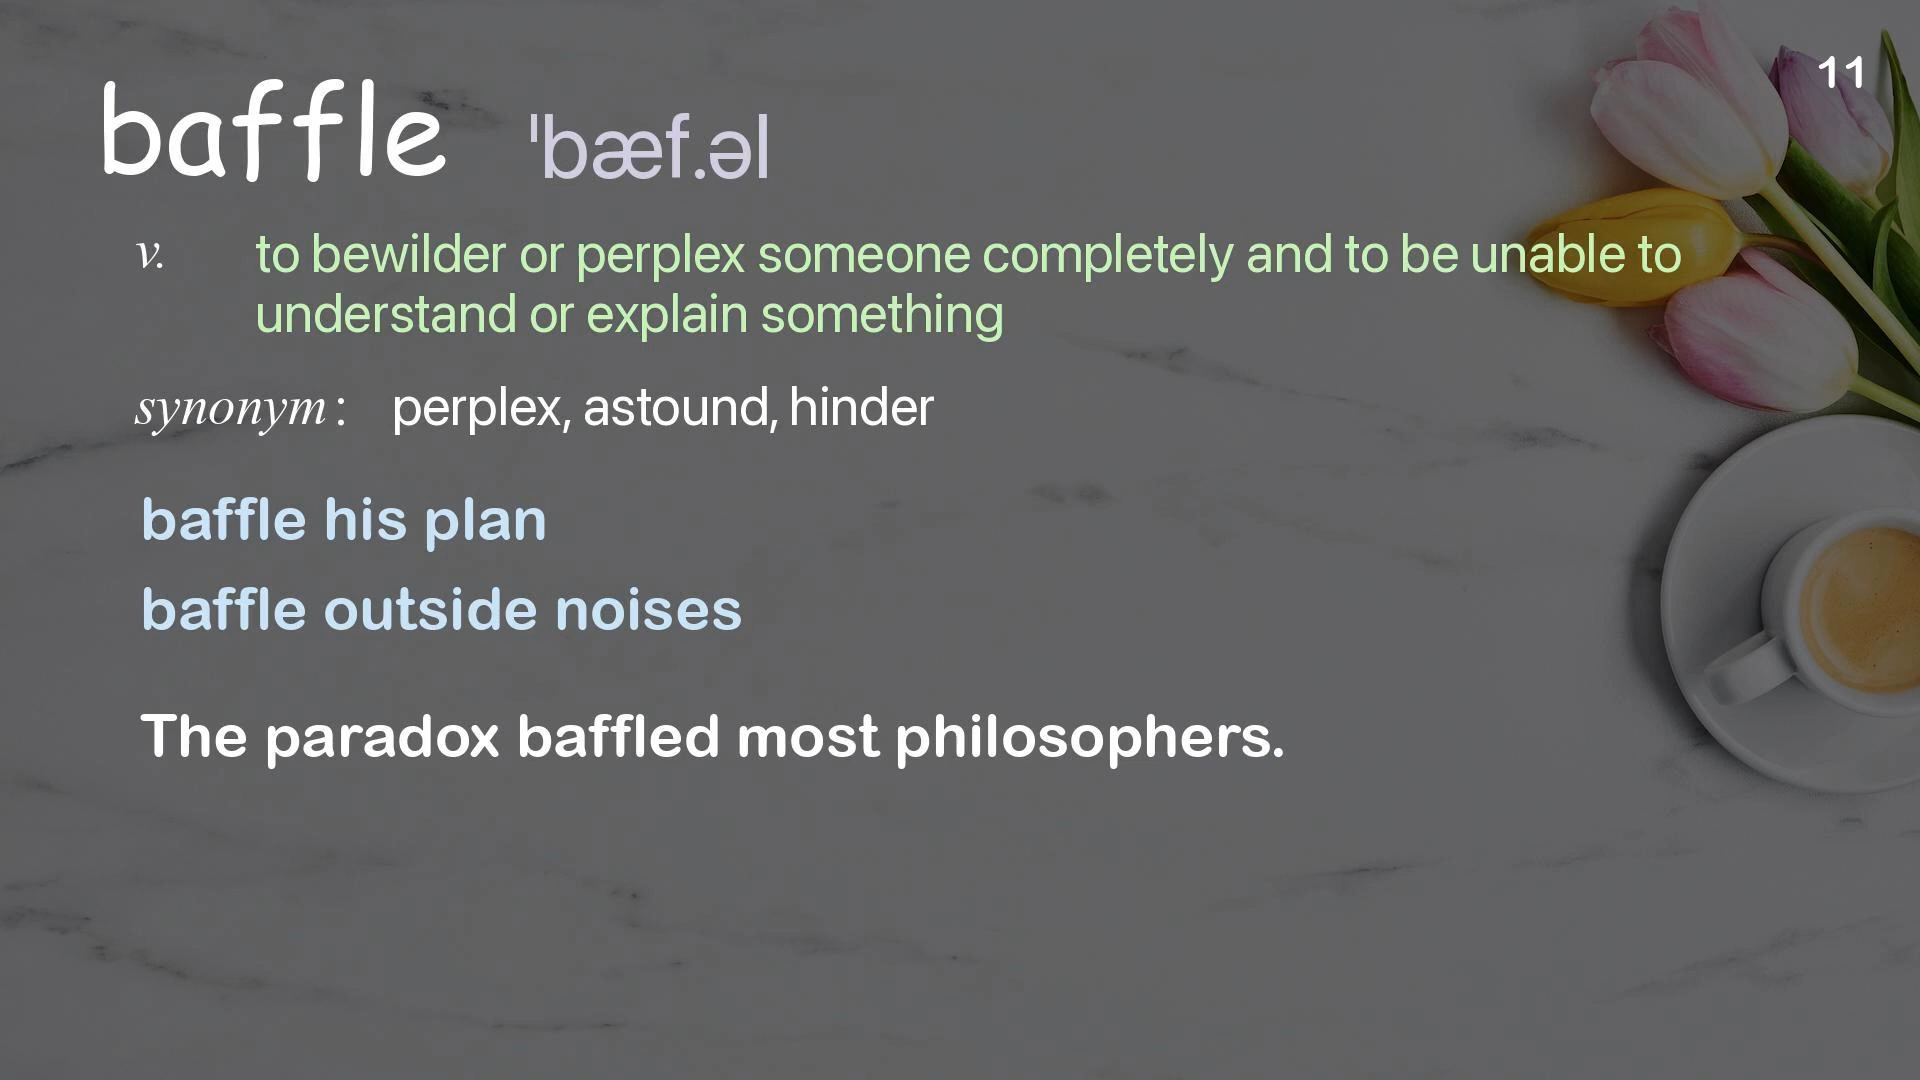 11
baffle ˈbæf.əl
v. to bewilder or perplex someone completely and to be unable to
understand or explain something
synonym : perplex, astound, hinder
baffle his plan
baffle outside noises
The paradox baffled most philosophers.